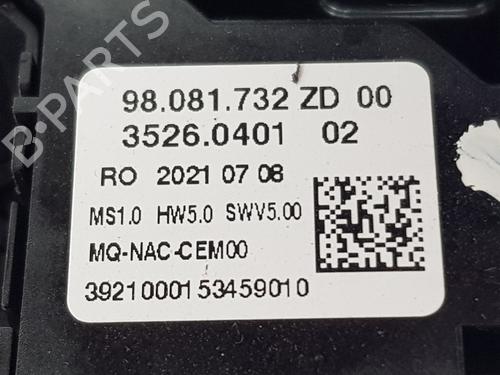 B-PARTS
98.081.732 ZD 00
3526.0401 02
RO 2021 07 08
MS1.0 HW5.0 SWV5.00
MQ-NAC-CEM00
392100015345901 0